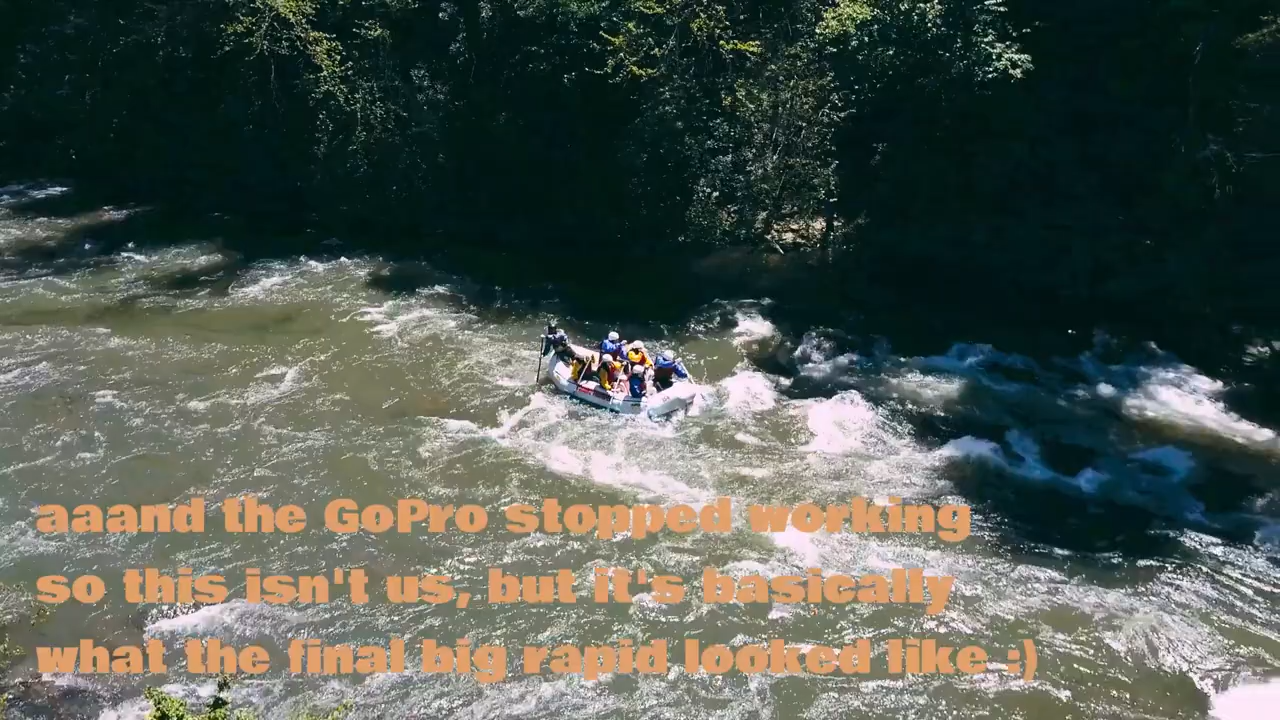 aaand the GoPro stopped working
so this isn't us, but it's basically
what the final big rapid looked like :)